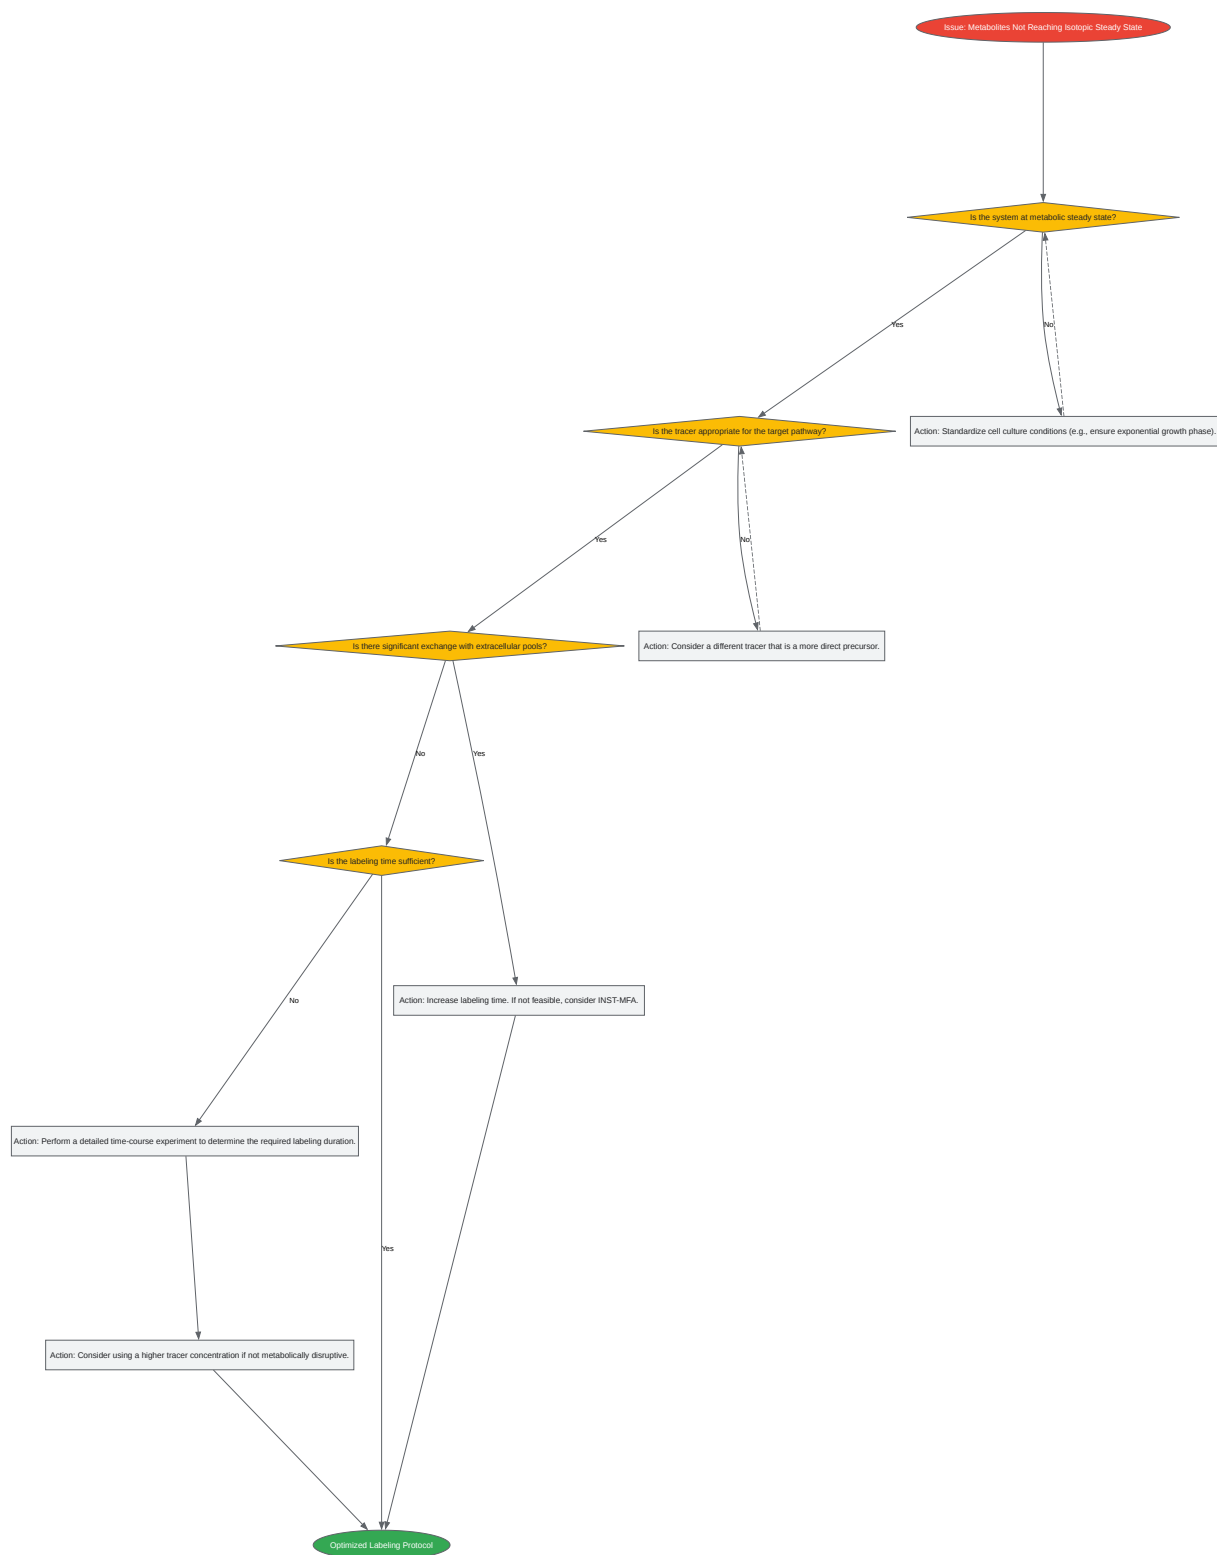 Issue: Metabolites Not Reaching Isotopic Steady State
Is the system at metabolic steady state?
Yes
No
Is the tracer appropriate for the target pathway?
Action: Standardize cell culture conditions (e.g., ensure exponential growth phase).
Yes
No
Is there significant exchange with extracellular pools?
Action: Consider a different tracer that is a more direct precursor.
No
Yes
Is the labeling time sufficient?
No
Action: Increase labeling time. If not feasible, consider INST-MFA.
Action: Perform a detailed time-course experiment to determine the required labeling duration.
Yes
Action: Consider using a higher tracer concentration if not metabolically disruptive.
Optimized Labeling Protocol